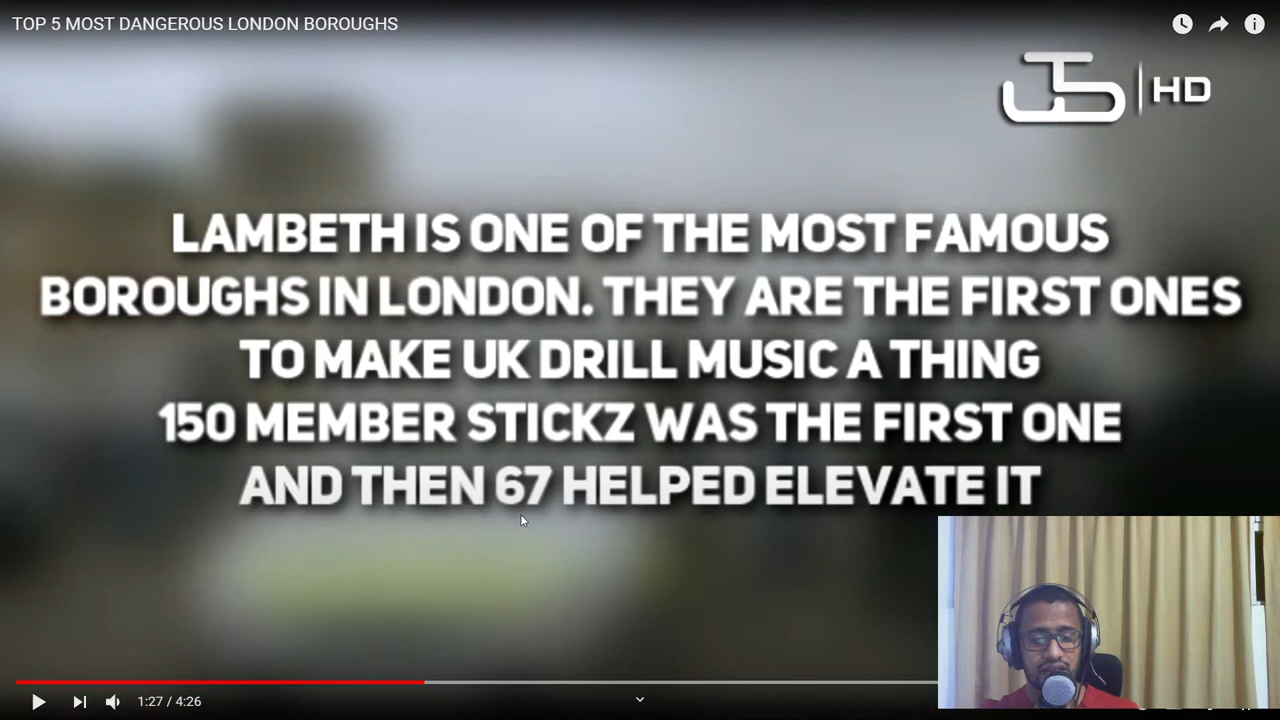 TOP 5 MOST DANGEROUS LONDON BOROUGHS
HD
LAMBETH IS ONE OF THE MOST FAMOUS
BOROUGHS IN LONDON. THEY ARE THE FIRST ONES
TO MAKE UK DRILL MUSIC A THING
150 MEMBER STICKZ WAS THE FIRST ONE
AND THEN 67 HELPED ELEVATE IT
1:27 / 4:26